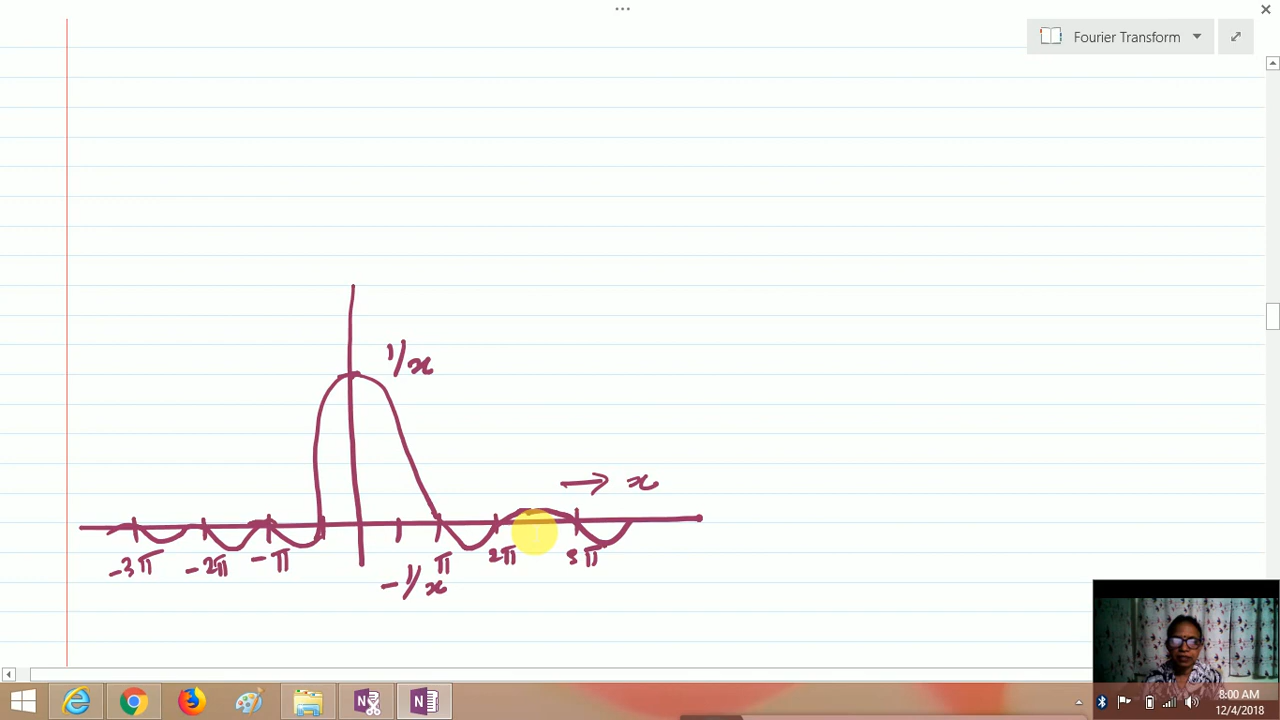 Fourier Transform
1/x
→ x
-3π -2π -π π 2π 3π
-1/x
8:00 AM
12/4/2018